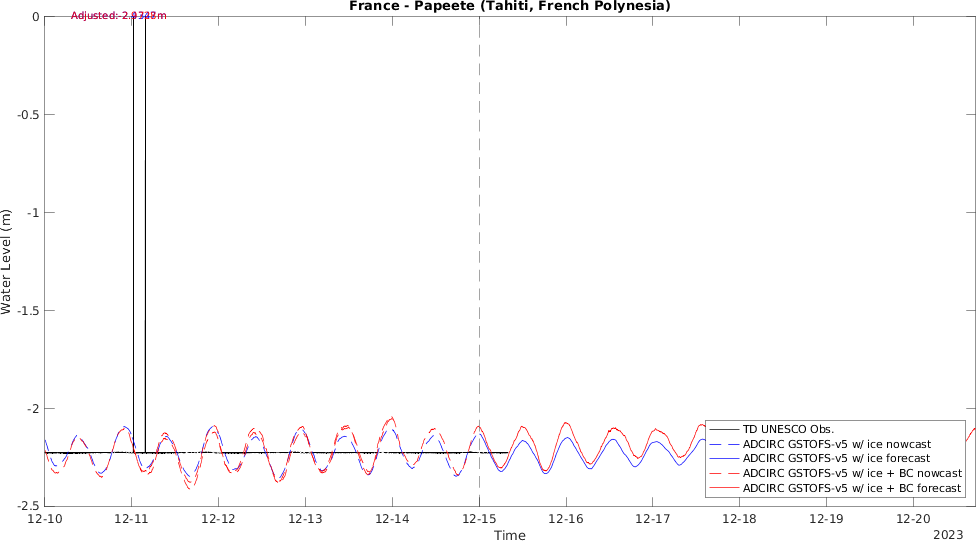 France - Papeete (Tahiti, French Polynesia)
0
-0.5
-1
-1.5
-2
-2.5
Water Level (m)
TD UNESCO Obs.
ADCIRC GSTOFS-v5 w/ ice nowcast
ADCIRC GSTOFS-v5 w/ ice forecast
ADCIRC GSTOFS-v5 w/ ice + BC nowcast
ADCIRC GSTOFS-v5 w/ ice + BC forecast
12-10 12-11 12-12 12-13 12-14 12-15 12-16 12-17 12-18 12-19 12-20
Time
2023